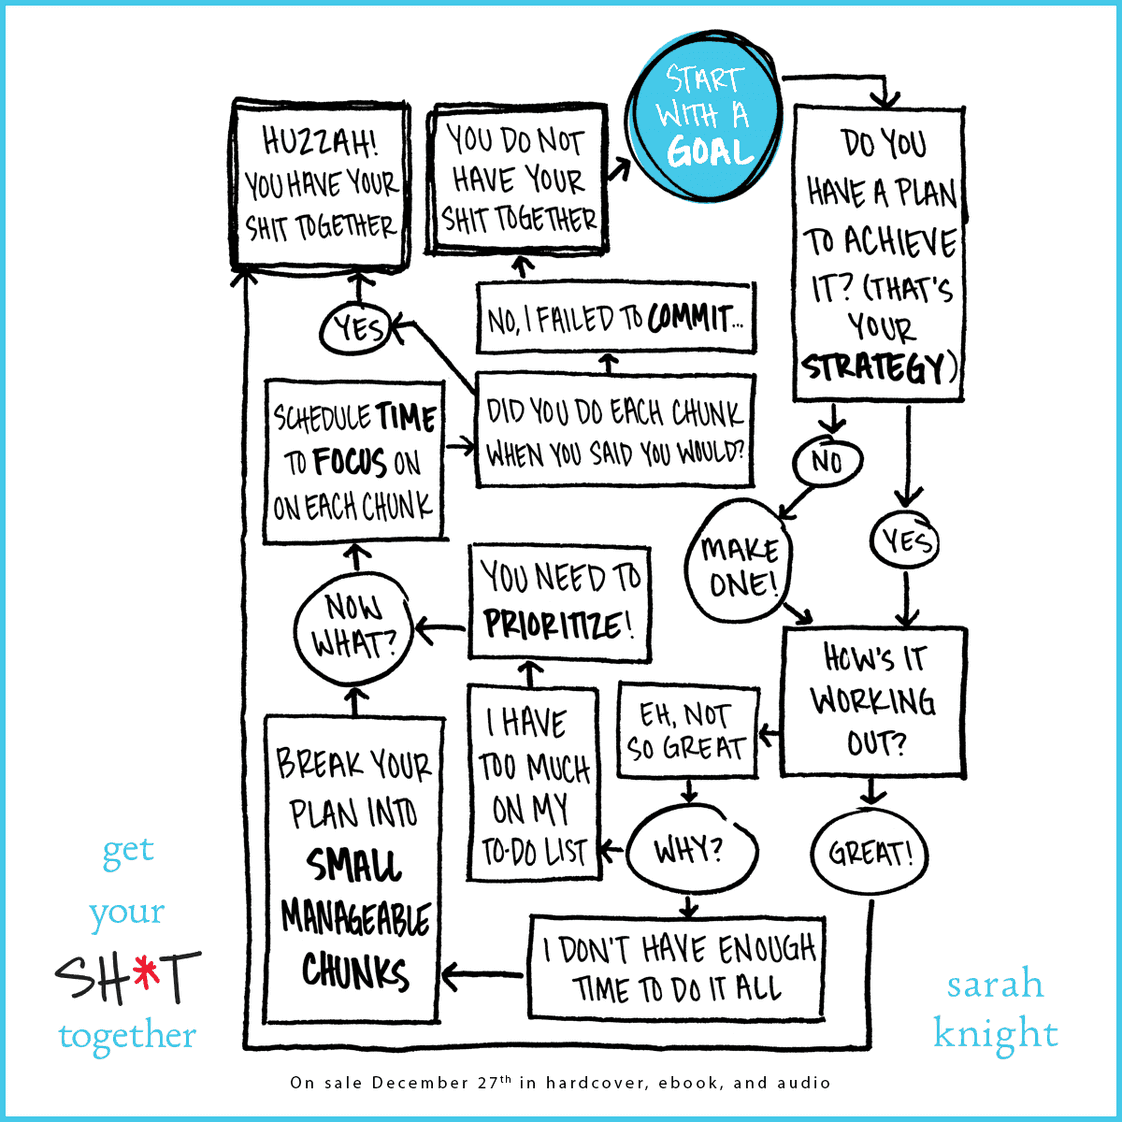 START
WITH A
GOAL
DO YOU
HAVE A PLAN
TO ACHIEVE
IT? (THAT'S
YOUR
STRATEGY)
NO
MAKE
ONE!
YES
HOW'S IT
WORKING
OUT?
GREAT!
EH, NOT
SO GREAT
WHY?
I HAVE
TOO MUCH
ON MY
TO-DO LIST
YOU NEED TO
PRIORITIZE!
I DON'T HAVE ENOUGH
TIME TO DO IT ALL
BREAK YOUR
PLAN INTO
SMALL
MANAGEABLE
CHUNKS
NOW
WHAT?
SCHEDULE TIME
TO FOCUS ON
ON EACH CHUNK
DID YOU DO EACH CHUNK
WHEN YOU SAID YOU WOULD?
YES
HUZZAH!
YOU HAVE YOUR
SHIT TOGETHER
NO, I FAILED TO COMMIT...
YOU DO NOT
HAVE YOUR
SHIT TOGETHER
get
your
SH*T
together
sarah
knight
On sale December 27th in hardcover, ebook, and audio